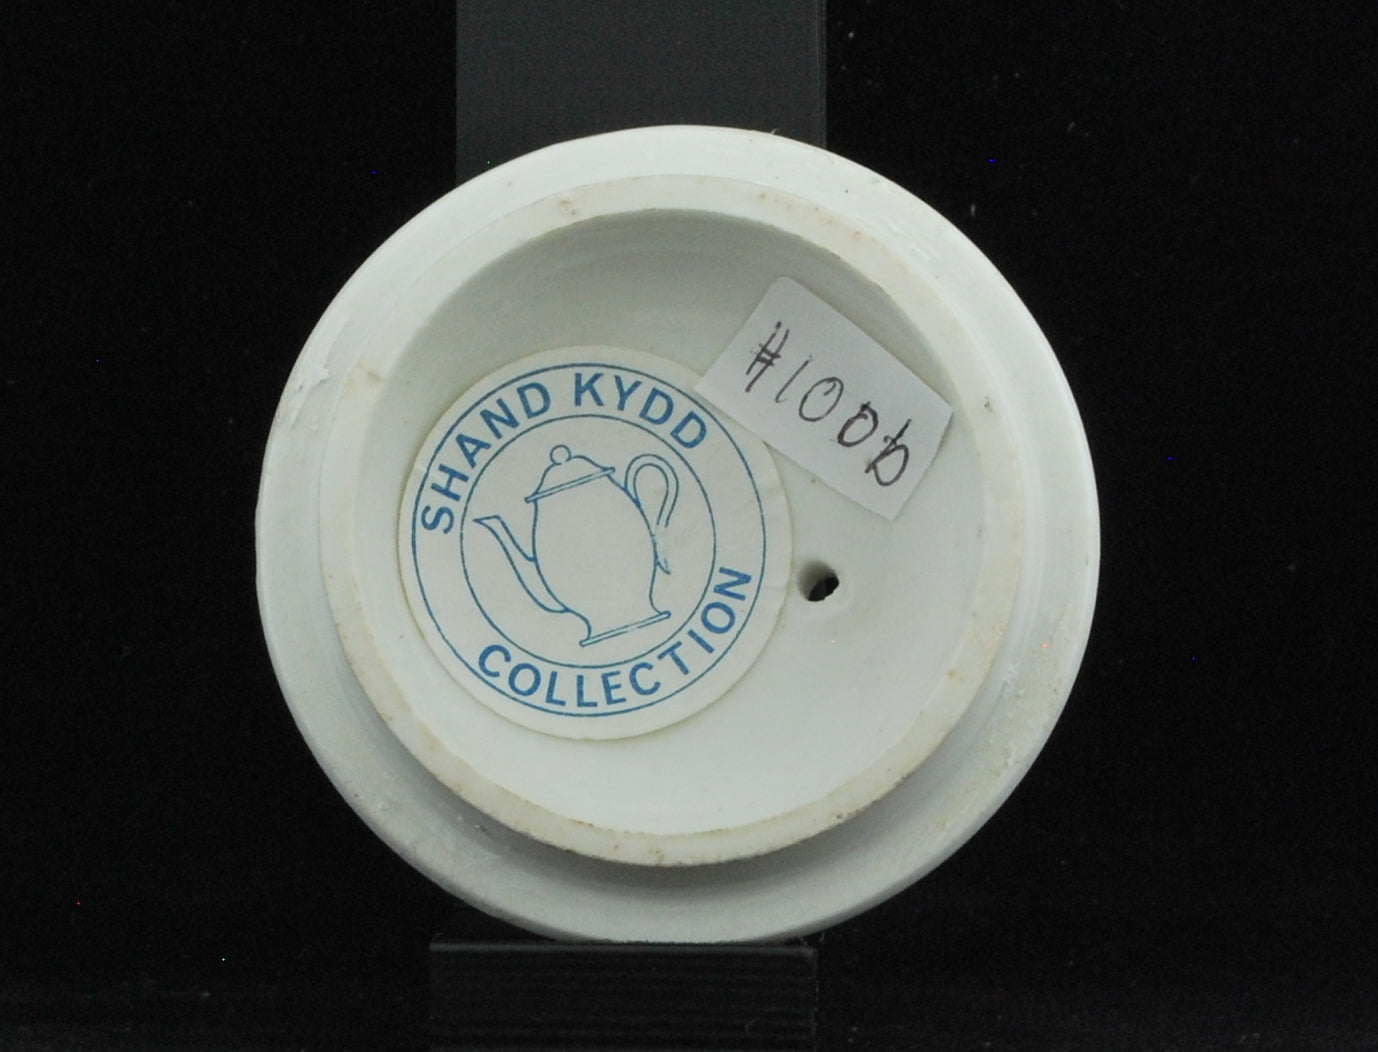 SHAND KYDD
COLLECTION
#100b